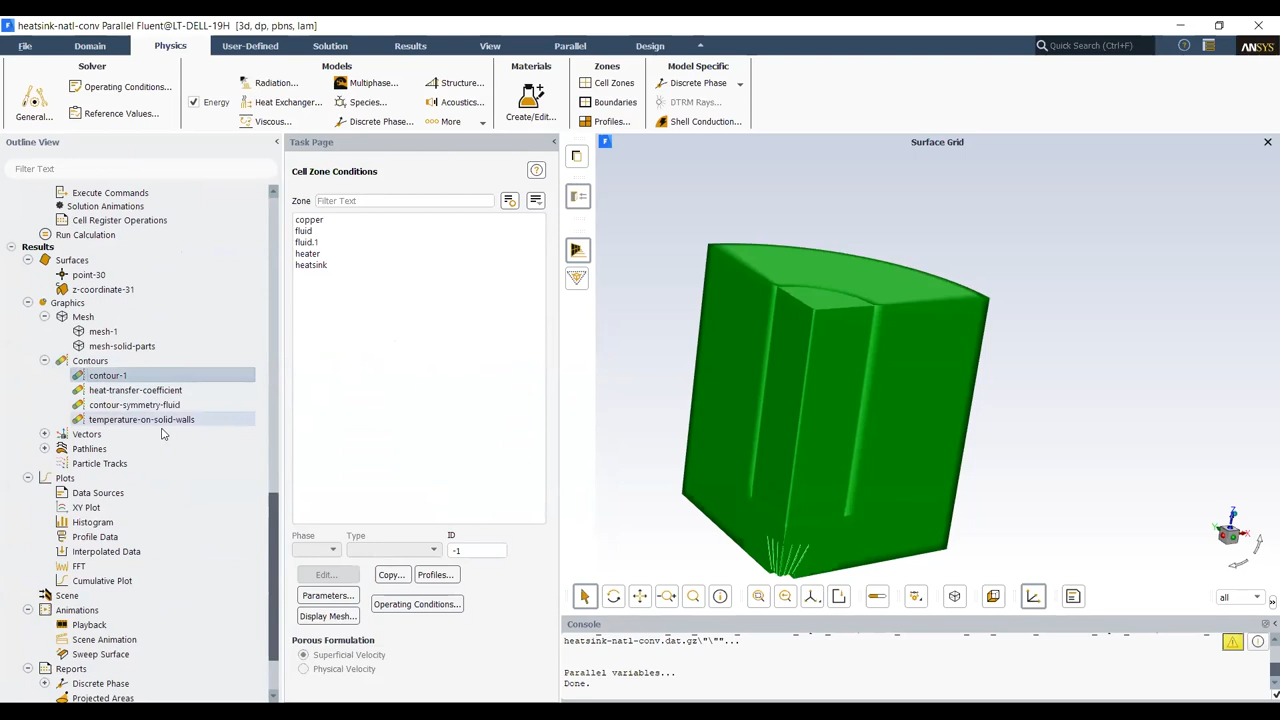 heatsink-natl-conv Parallel Fluent@LT-DELL-19H [3d, dp, pbns, lam]
File Domain Physics User-Defined Solution Results View Parallel Design Quick Search (Ctrl+F) ANSYS
Solver Models Materials Zones Model Specific
Operating Conditions... Radiation... Multiphase... Structure... Cell Zones Discrete Phase
Energy Heat Exchanger... Species... Acoustics... Boundaries DTRM Rays...
General... Reference Values... Viscous... Discrete Phase... More Create/Edit... Profiles... Shell Conduction...
Outline View
Filter Text
Execute Commands
Solution Animations
Cell Register Operations
Run Calculation
Results
Surfaces
point-30
z-coordinate-31
Graphics
Mesh
mesh-1
mesh-solid-parts
Contours
contour-1
heat-transfer-coefficient
contour-symmetry-fluid
temperature-on-solid-walls
Vectors
Pathlines
Particle Tracks
Plots
Data Sources
XY Plot
Histogram
Profile Data
Interpolated Data
FFT
Cumulative Plot
Scene
Animations
Playback
Scene Animation
Sweep Surface
Reports
Discrete Phase
Projected Areas
Task Page
Cell Zone Conditions
Zone Filter Text
copper
fluid
fluid.1
heater
heatsink
Phase Type ID
-1
Edit... Copy... Profiles...
Parameters... Operating Conditions...
Display Mesh...
Porous Formulation
Superficial Velocity
Physical Velocity
Surface Grid
Z
all
Console
heatsink-natl-conv.dat.gz\"\""...
Parallel variables...
Done.